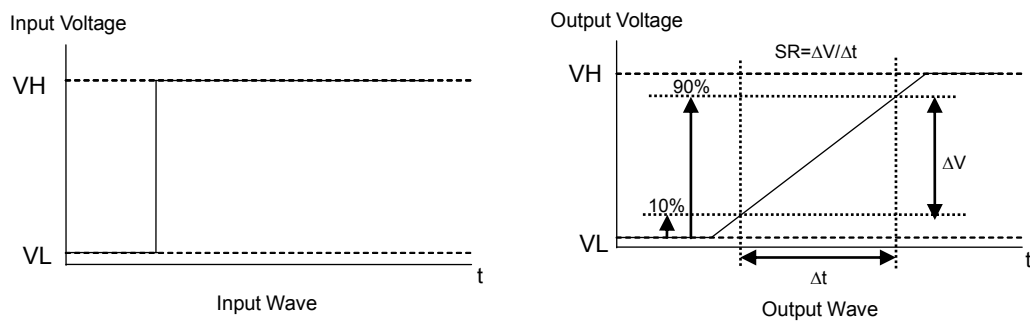 Input Voltage
VH
VL
t
Input Wave
Output Voltage
SR=ΔV/Δt
VH
90%
ΔV
10%
VL
t
Δt
Output Wave